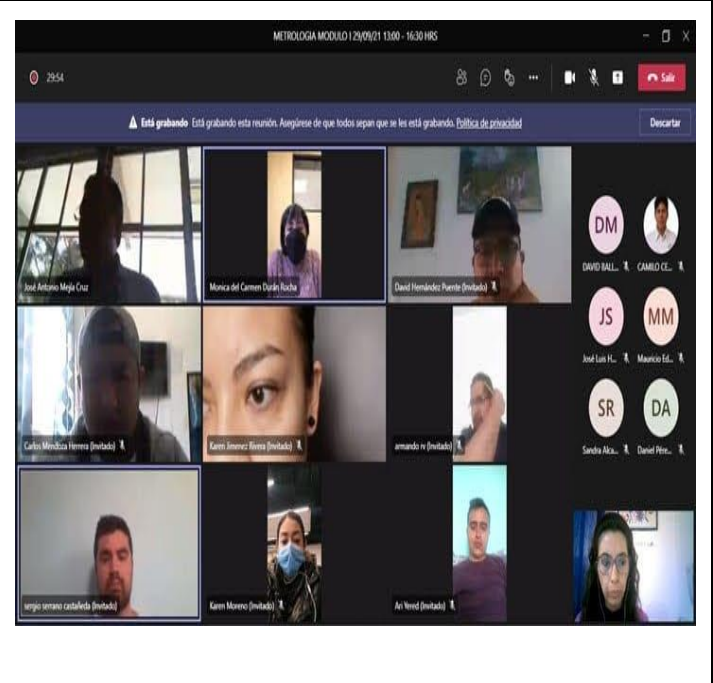 METROLOGIA MODULO I 29/09/21 13:00 - 16:30 HRS
29:54
Salir
Está grabando Está grabando esta reunión. Asegúrese de que todos sepan que se les está grabando. Política de privacidad
Descartar
José Antonio Mejía Cruz
Monica del Carmen Durán Rocha
David Hernández Puente (Invitado)
DM
DAVID BALL...
CAMILO CE...
JS
MM
José Luis H...
Mauricio Ed...
Carlos Mendoza Herrera (Invitado)
Karen Jimenez Rivera (Invitado)
armando rv (Invitado)
SR
DA
Sandra Alca...
Daniel Pére...
sergio serrano castañeda (Invitado)
Karen Moreno (Invitado)
Ari Yered (Invitado)